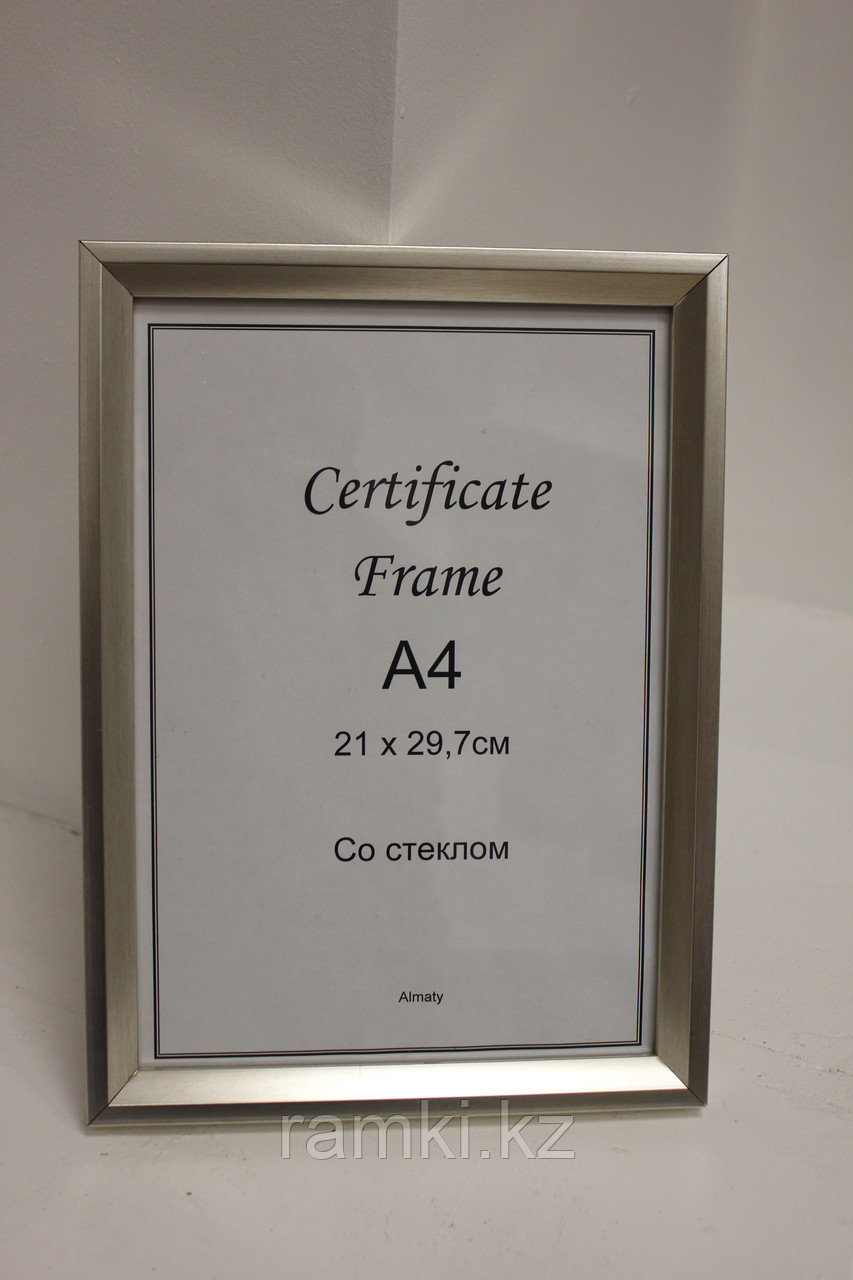 Certificate
Frame
A4
21 x 29,7см
Со стеклом
Almaty
ramki.kz